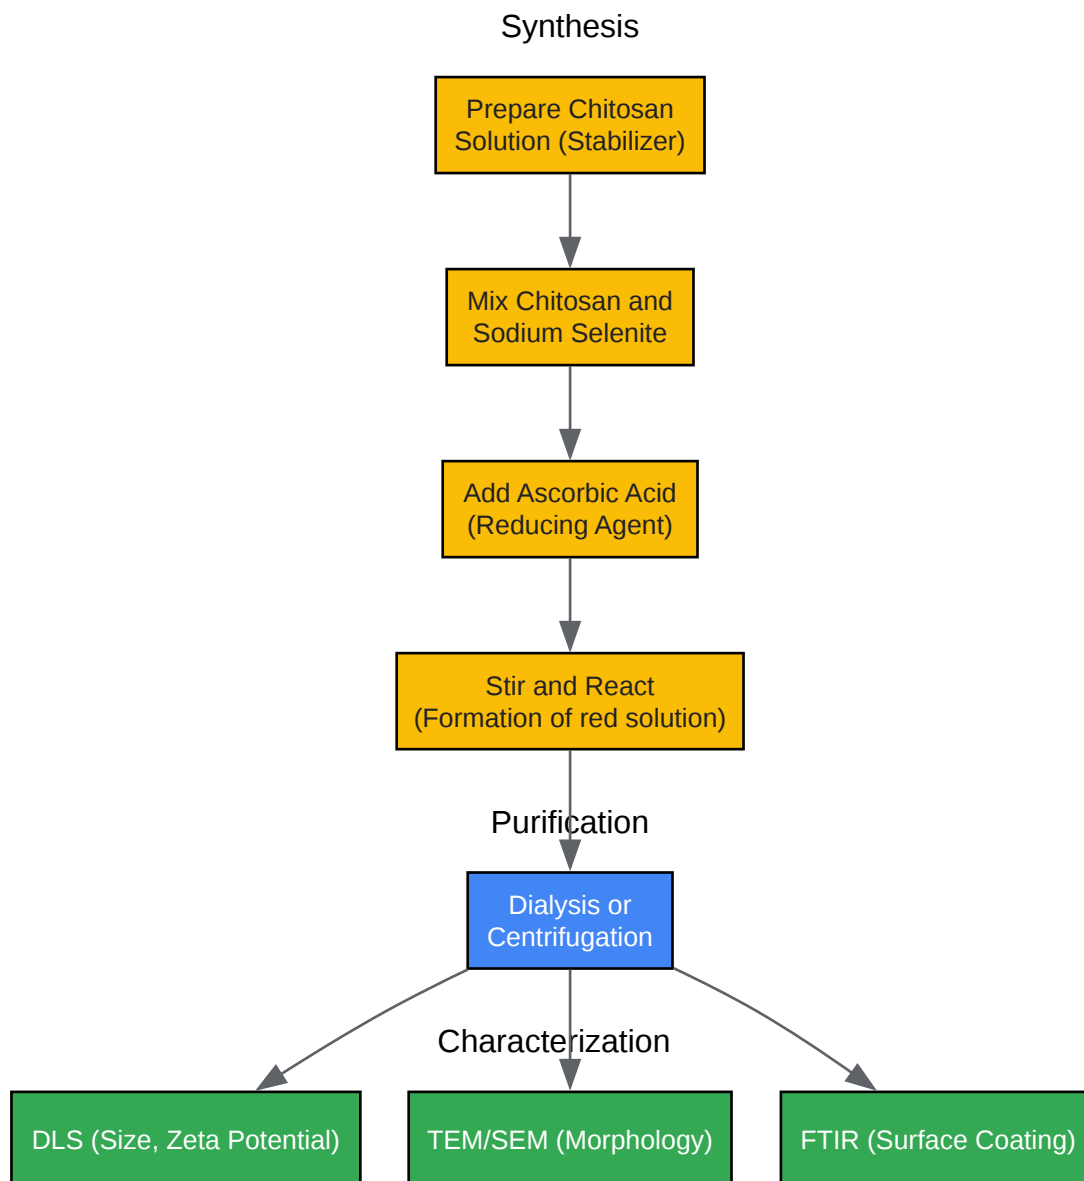 Synthesis
Prepare Chitosan
Solution (Stabilizer)
Mix Chitosan and
Sodium Selenite
Add Ascorbic Acid
(Reducing Agent)
Stir and React
(Formation of red solution)
Purification
Dialysis or
Centrifugation
Characterization
DLS (Size, Zeta Potential)
TEM/SEM (Morphology)
FTIR (Surface Coating)